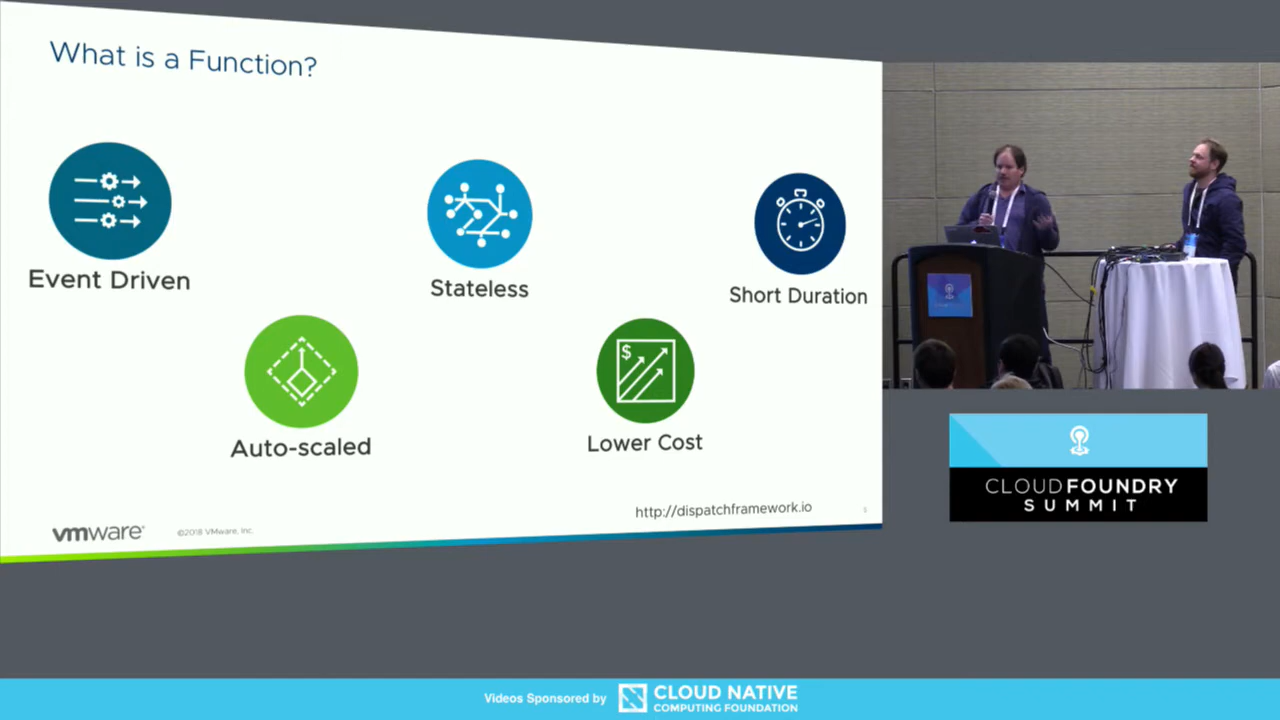 What is a Function?
Event Driven
Stateless
Short Duration
$
Auto-scaled
Lower Cost
http://dispatchframework.io
vmware®
©2018 VMware, Inc.
CLOUD FOUNDRY
SUMMIT
Videos Sponsored by
CLOUD NATIVE
COMPUTING FOUNDATION